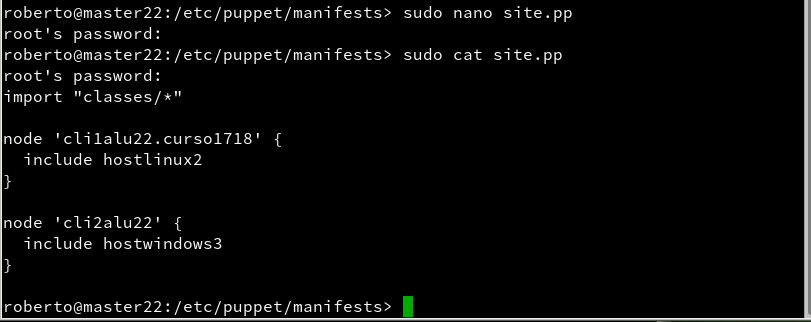 roberto@master22:/etc/puppet/manifests> sudo nano site.pp
root's password:
roberto@master22:/etc/puppet/manifests> sudo cat site.pp
root's password:
import "classes/*"

node 'cli1alu22.curso1718' {
  include hostlinux2
}

node 'cli2alu22' {
  include hostwindows3
}

roberto@master22:/etc/puppet/manifests>